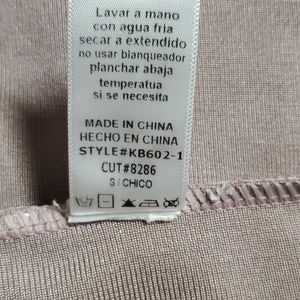 Lavar a mano
con agua fria
secar a extendido
no usar blanqueador
planchar abaja
temperatua
si se necesita
MADE IN CHINA
HECHO EN CHINA
STYLE#KB602-1
CUT#8286
S/CHICO